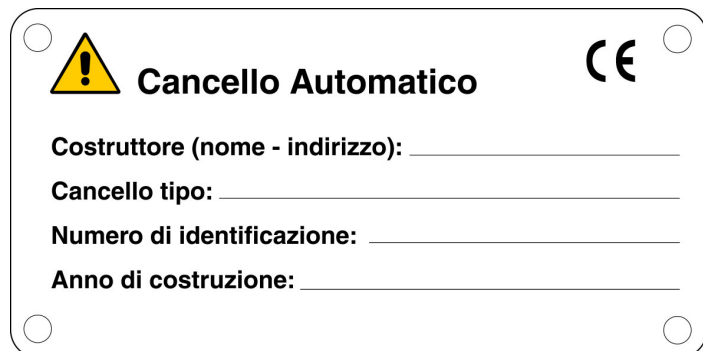 Cancello Automatico CE
Costruttore (nome - indirizzo):
Cancello tipo:
Numero di identificazione:
Anno di costruzione: